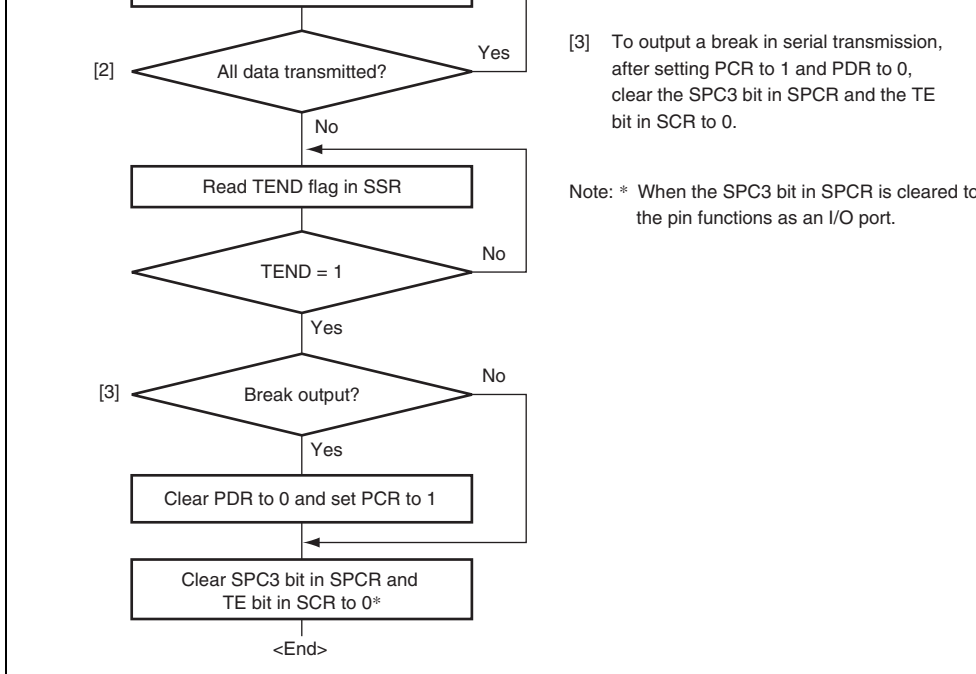 [2]
All data transmitted?
Yes
No
Read TEND flag in SSR
TEND = 1
No
Yes
[3]
Break output?
No
Yes
Clear PDR to 0 and set PCR to 1
Clear SPC3 bit in SPCR and
TE bit in SCR to 0*
<End>
[3] To output a break in serial transmission,
after setting PCR to 1 and PDR to 0,
clear the SPC3 bit in SPCR and the TE
bit in SCR to 0.
Note: * When the SPC3 bit in SPCR is cleared to
the pin functions as an I/O port.